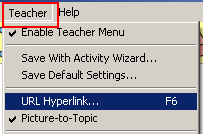 Teacher Help
Enable Teacher Menu
Save With Activity Wizard...
Save Default Settings...
URL Hyperlink... F6
Picture-to-Topic